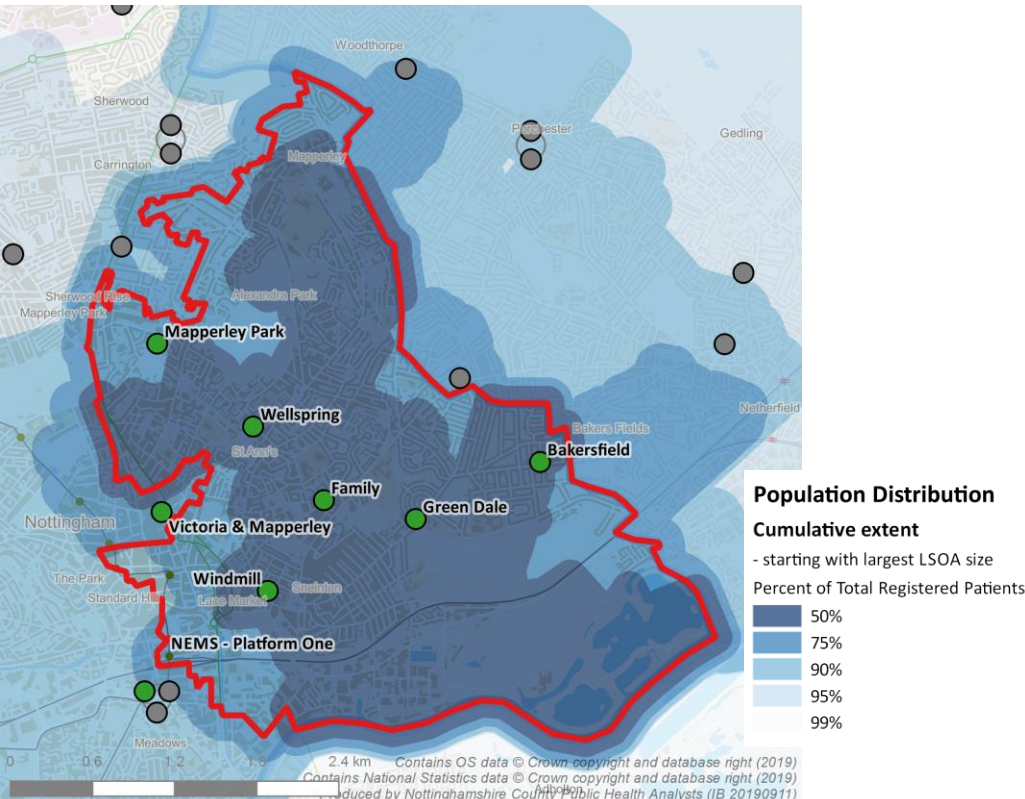 Woodthorpe
Sherwood
Porchester
Gedling
Carrington
Mapperley
Sherwood Rise
Alexandra Park
Mapperley Park
Mapperley Park
Netherfield
Wellspring
Bakers Fields
St Ann's
Bakersfield
Family
Green Dale
Nottingham
Victoria & Mapperley
The Park
Windmill
Sneinton
Standard Hill
Lace Market
NEMS - Platform One
Meadows
Population Distribution
Cumulative extent
- starting with largest LSOA size
Percent of Total Registered Patients
50%
75%
90%
95%
99%
0 0.6 1.2 1.8 2.4 km
Contains OS data © Crown copyright and database right (2019)
Contains National Statistics data © Crown copyright and database right (2019)
Adbolton
Produced by Nottinghamshire County Public Health Analysts (IB 20190911)